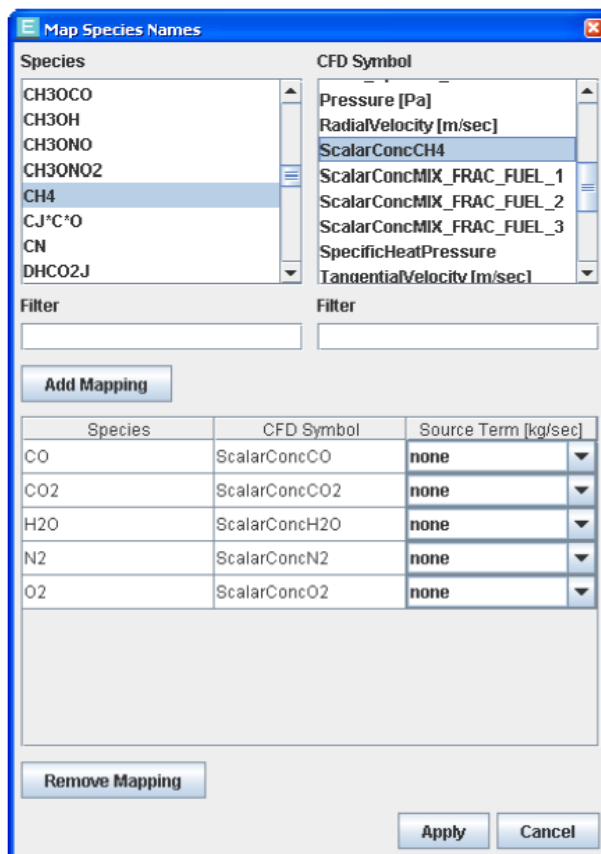 E Map Species Names
Species
CFD Symbol
CH3OCO
CH3OH
CH3ONO
CH3ONO2
CH4
CJ*C*O
CN
DHCO2J
Pressure [Pa]
RadialVelocity [m/sec]
ScalarConcCH4
ScalarConcMIX_FRAC_FUEL_1
ScalarConcMIX_FRAC_FUEL_2
ScalarConcMIX_FRAC_FUEL_3
SpecificHeatPressure
TangentialVelocity [m/sec]
Filter
Filter
Add Mapping
Species CFD Symbol Source Term [kg/sec]
CO ScalarConcCO none
CO2 ScalarConcCO2 none
H2O ScalarConcH2O none
N2 ScalarConcN2 none
O2 ScalarConcO2 none
Remove Mapping
Apply Cancel